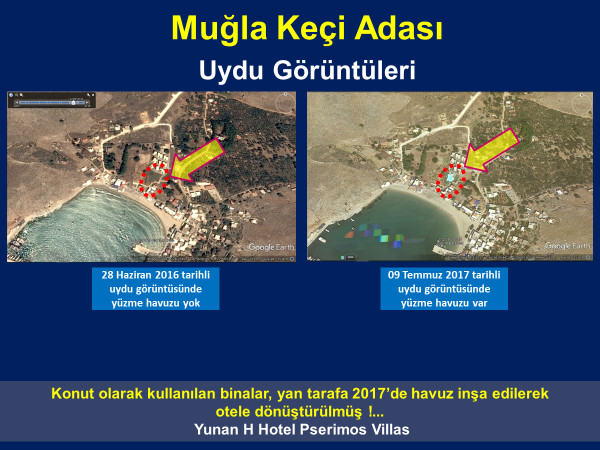 Muğla Keçi Adası
Uydu Görüntüleri
Google Earth
Google Earth
28 Haziran 2016 tarihli
uydu görüntüsünde
yüzme havuzu yok
09 Temmuz 2017 tarihli
uydu görüntüsünde
yüzme havuzu var
Konut olarak kullanılan binalar, yan tarafa 2017’de havuz inşa edilerek
otele dönüştürülmüş !...
Yunan H Hotel Pserimos Villas